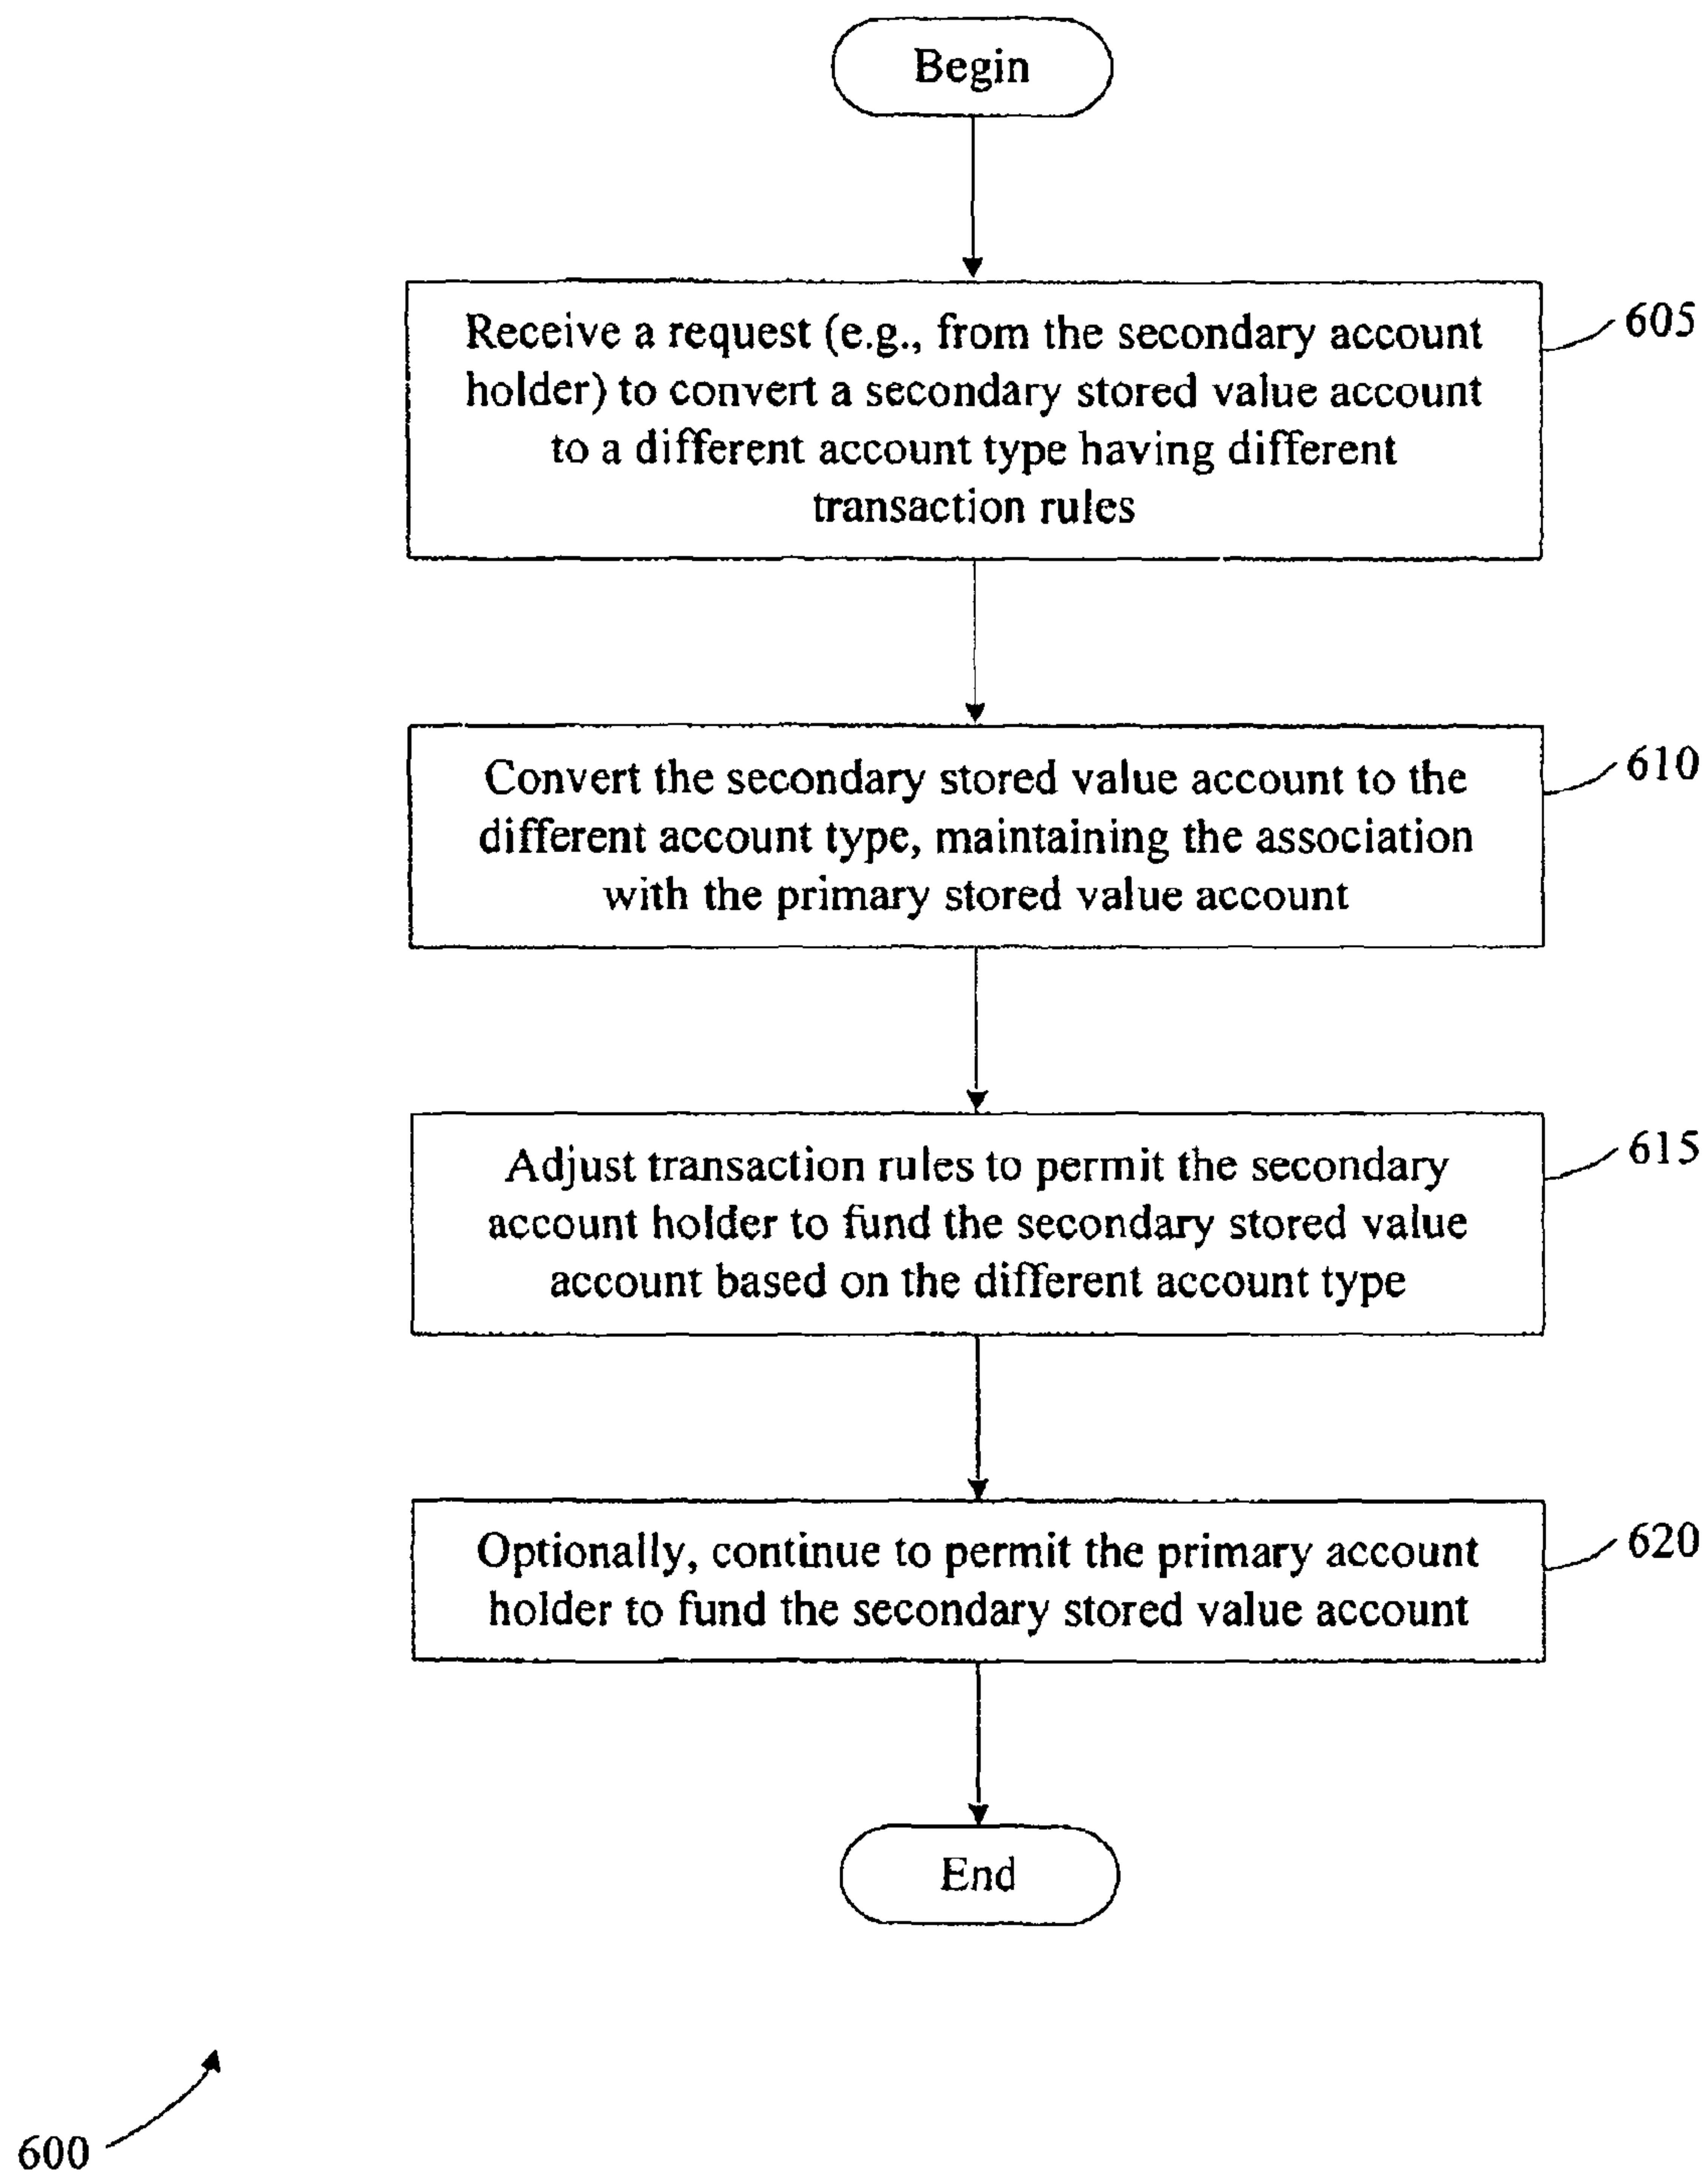 Begin
Receive a request (e.g., from the secondary account
holder) to convert a secondary stored value account
to a different account type having different
transaction rules
605
Convert the secondary stored value account to the
different account type, maintaining the association
with the primary stored value account
610
Adjust transaction rules to permit the secondary
account holder to fund the secondary stored value
account based on the different account type
615
Optionally, continue to permit the primary account
holder to fund the secondary stored value account
620
End
600